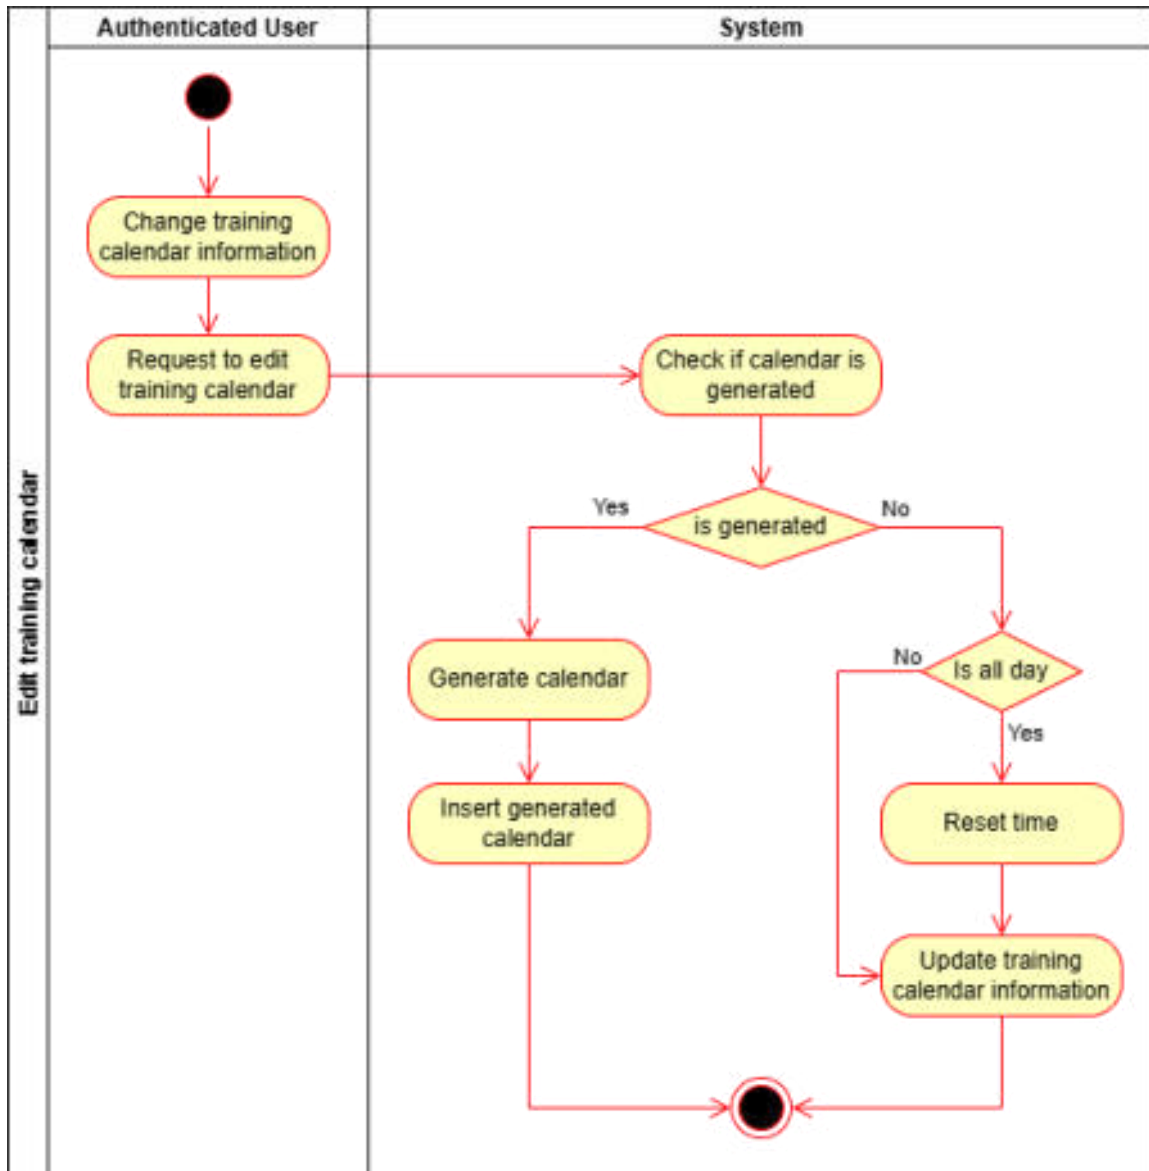 Authenticated User
System
Edit training calendar
Change training
calendar information
Request to edit
training calendar
Check if calendar is
generated
Yes
is generated
No
Generate calendar
No
Is all day
Yes
Insert generated
calendar
Reset time
Update training
calendar information